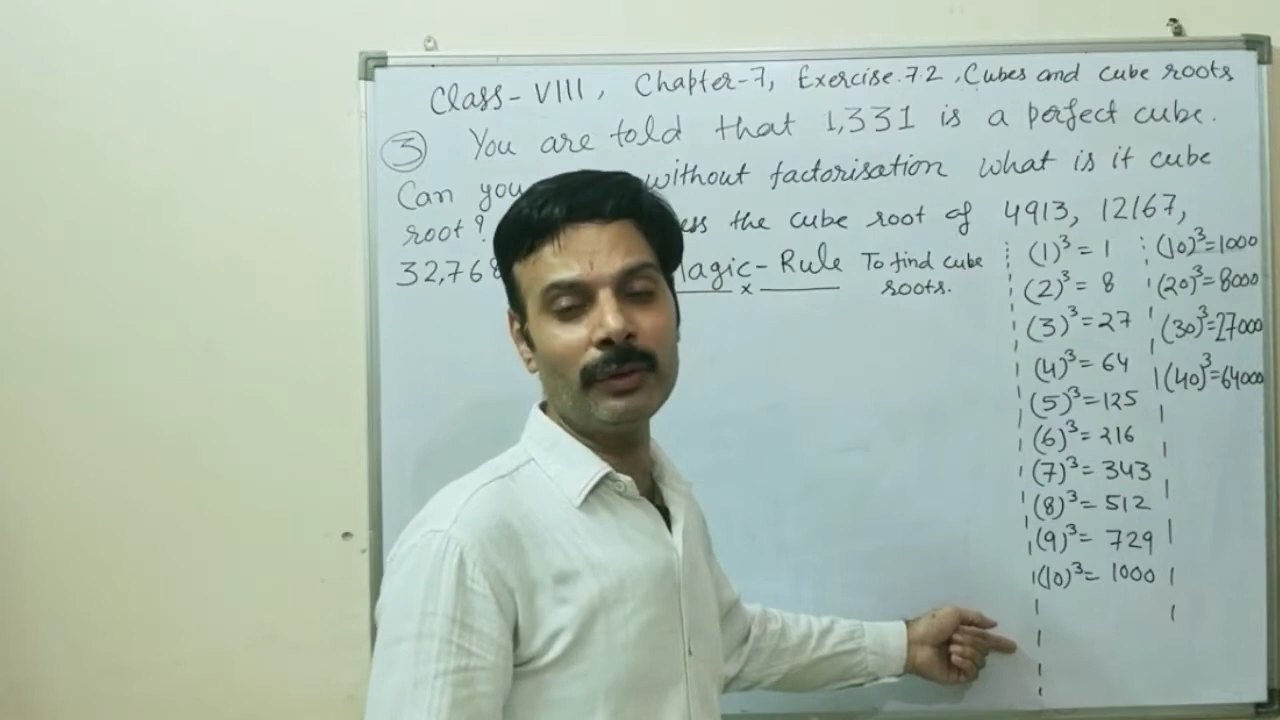 Class-VIII, Chapter-7, Exercise.7.2, Cubes and cube roots
3 You are told that 1,331 is a perfect cube.
Can you without factorisation what is it cube
root? the cube root of 4913, 12167,
32,768 Magic-Rule To find cube
roots.
(1)³ = 1
(2)³ = 8
(3)³ = 27
(4)³ = 64
(5)³ = 125
(6)³ = 216
(7)³ = 343
(8)³ = 512
(9)³ = 729
(10)³ = 1000
(10)³=1000
(20)³=8000
(30)³=27000
(40)³=64000